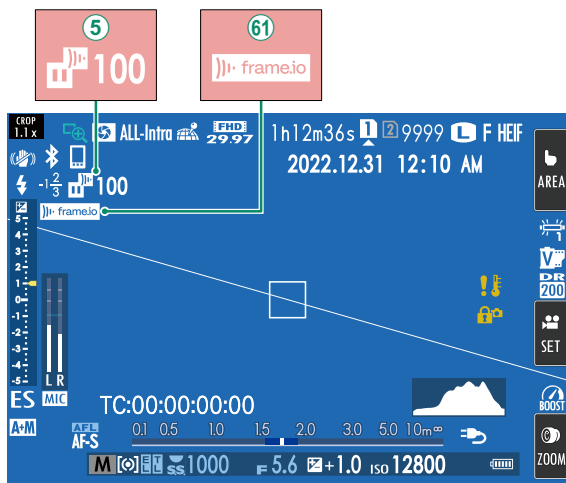 5 61
100 frame.io
CROP
1.1 x
ALL-Intra FHD 29.97 1h12m36s 1 2 9999 L F HEIF
2022.12.31 12:10 AM
-1 2/3 100
frame.io
AREA
1
V
DR
200
SET
BOOST
ZOOM
5
4
3
2
1
0
-1
-2
-3
-4
-5
L R
ES MIC
TC:00:00:00:00
A+M AFL
AF-S
0.1 0.5 1.0 1.5 2.0 3.0 5.0 10m∞
M E L T S.S. 1000 F 5.6 +1.0 ISO 12800